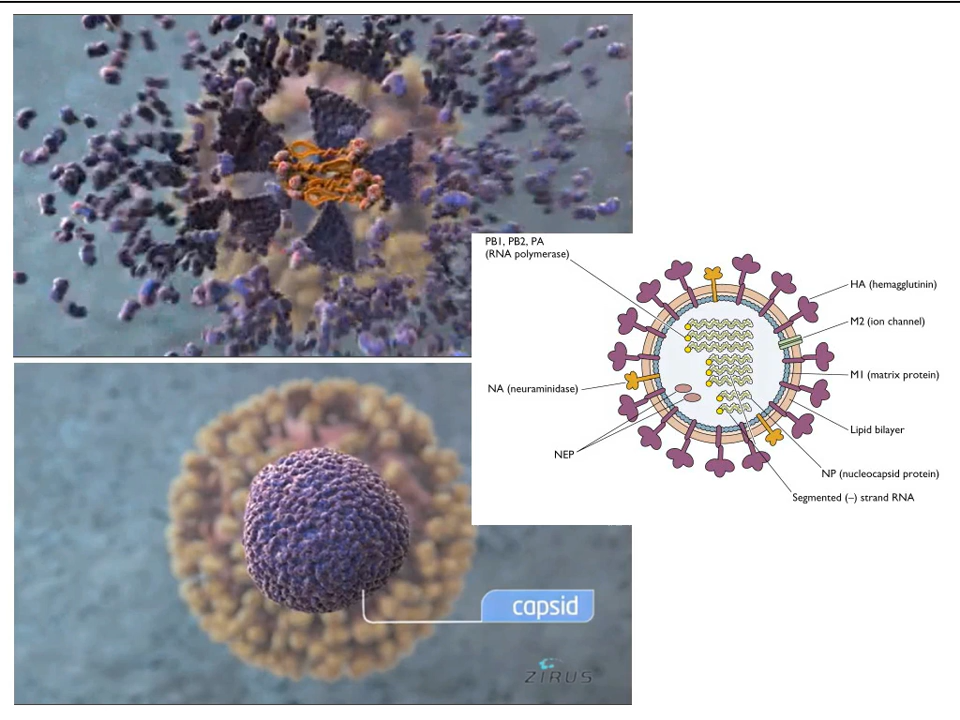 PB1, PB2, PA
(RNA polymerase)
HA (hemagglutinin)
M2 (ion channel)
M1 (matrix protein)
NA (neuraminidase)
Lipid bilayer
NEP
NP (nucleocapsid protein)
Segmented (–) strand RNA
capsid
ZIRUS